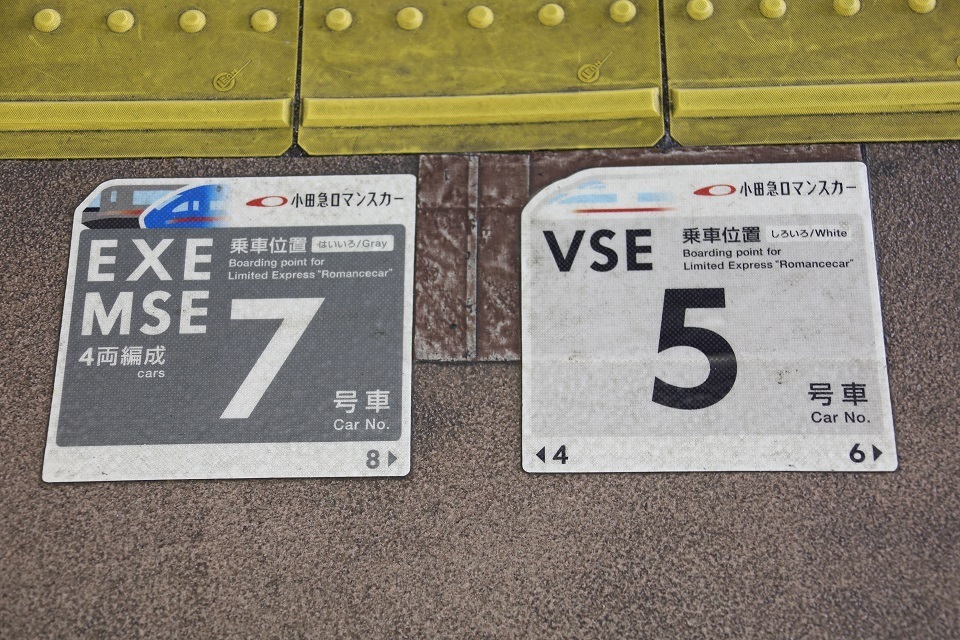 小田急ロマンスカー
EXE
MSE
乗車位置 はいいろ/Gray
Boarding point for
Limited Express "Romancecar"
4両編成
cars
7
号車
Car No.
8
小田急ロマンスカー
VSE
乗車位置 しろいろ/White
Boarding point for
Limited Express "Romancecar"
5
号車
Car No.
4
6